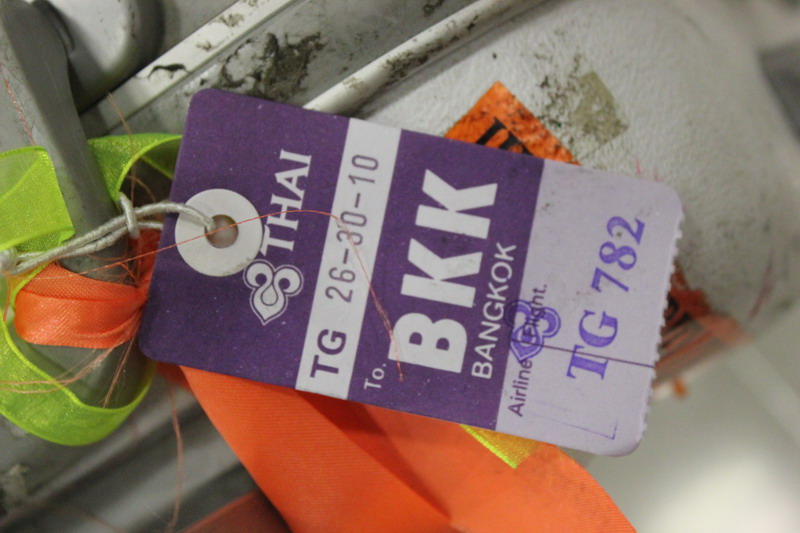 THAI
TG 26-30-10
To.
BKK
BANGKOK
Airline Flight.
TG 782